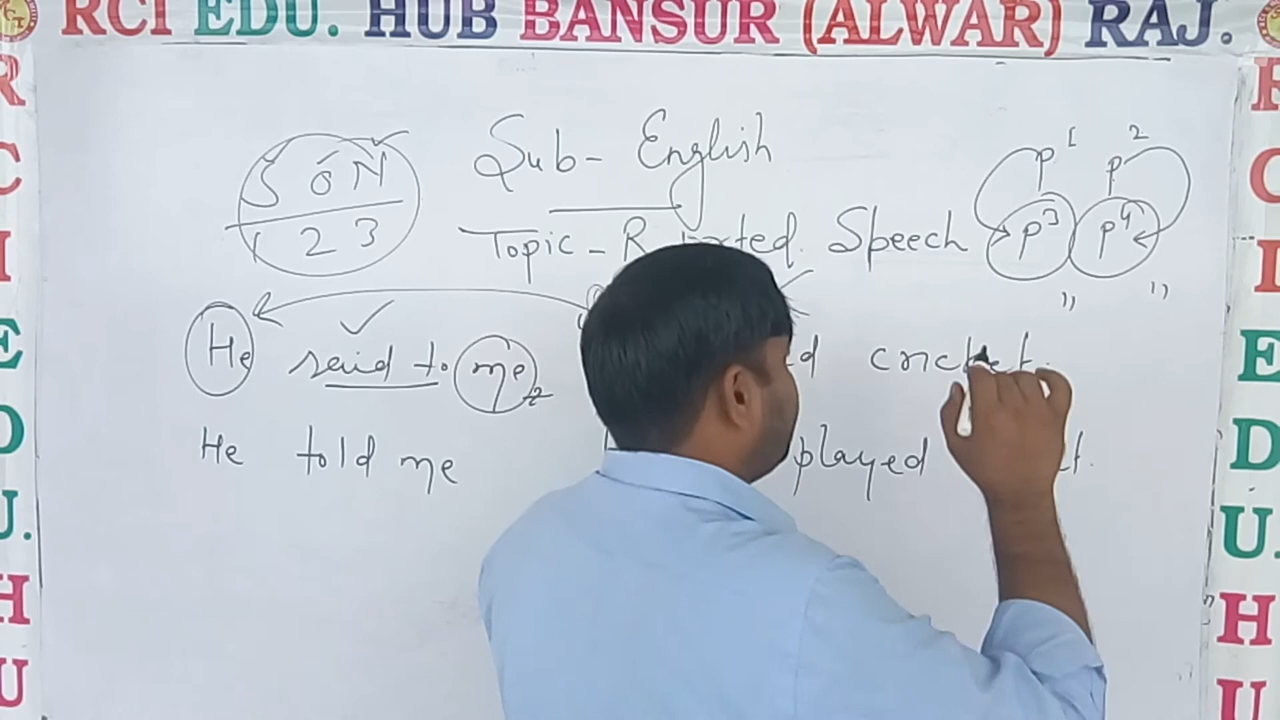 RCI EDU. HUB BANSUR (ALWAR) RAJ.
Sub- English
S O N
1 2 3
P1 P2
P3 P4
Topic - R rted Speech
He said to me d cricket.
He told me played t.
R C I E D U. H U
R C I E D U. H U